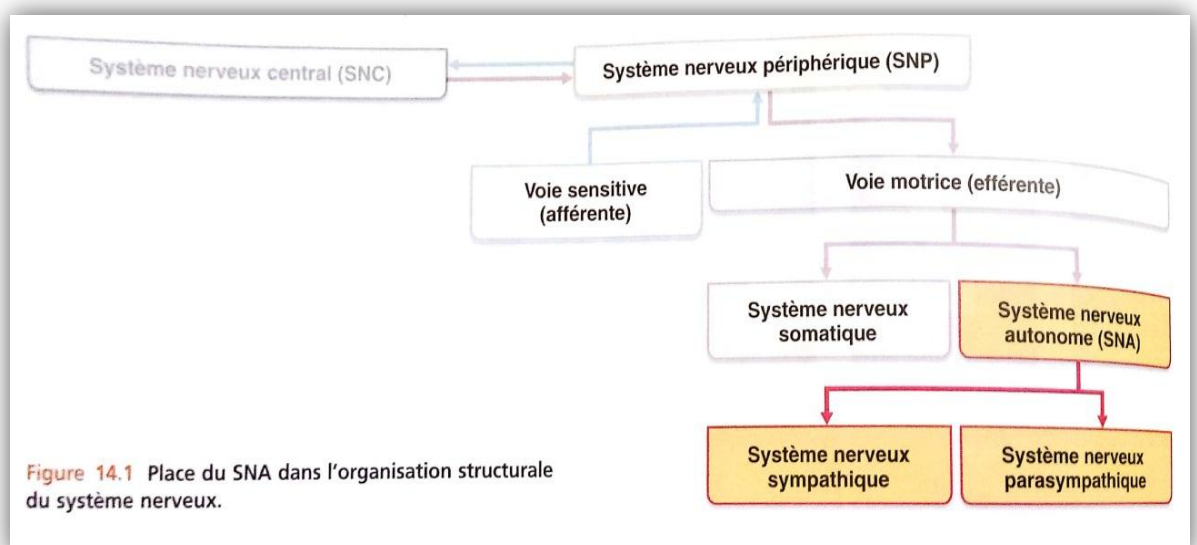 Système nerveux central (SNC)
Système nerveux périphérique (SNP)
Voie sensitive
(afférente)
Voie motrice (efférente)
Système nerveux
somatique
Système nerveux
autonome (SNA)
Système nerveux
sympathique
Système nerveux
parasympathique
Figure 14.1 Place du SNA dans l'organisation structurale
du système nerveux.